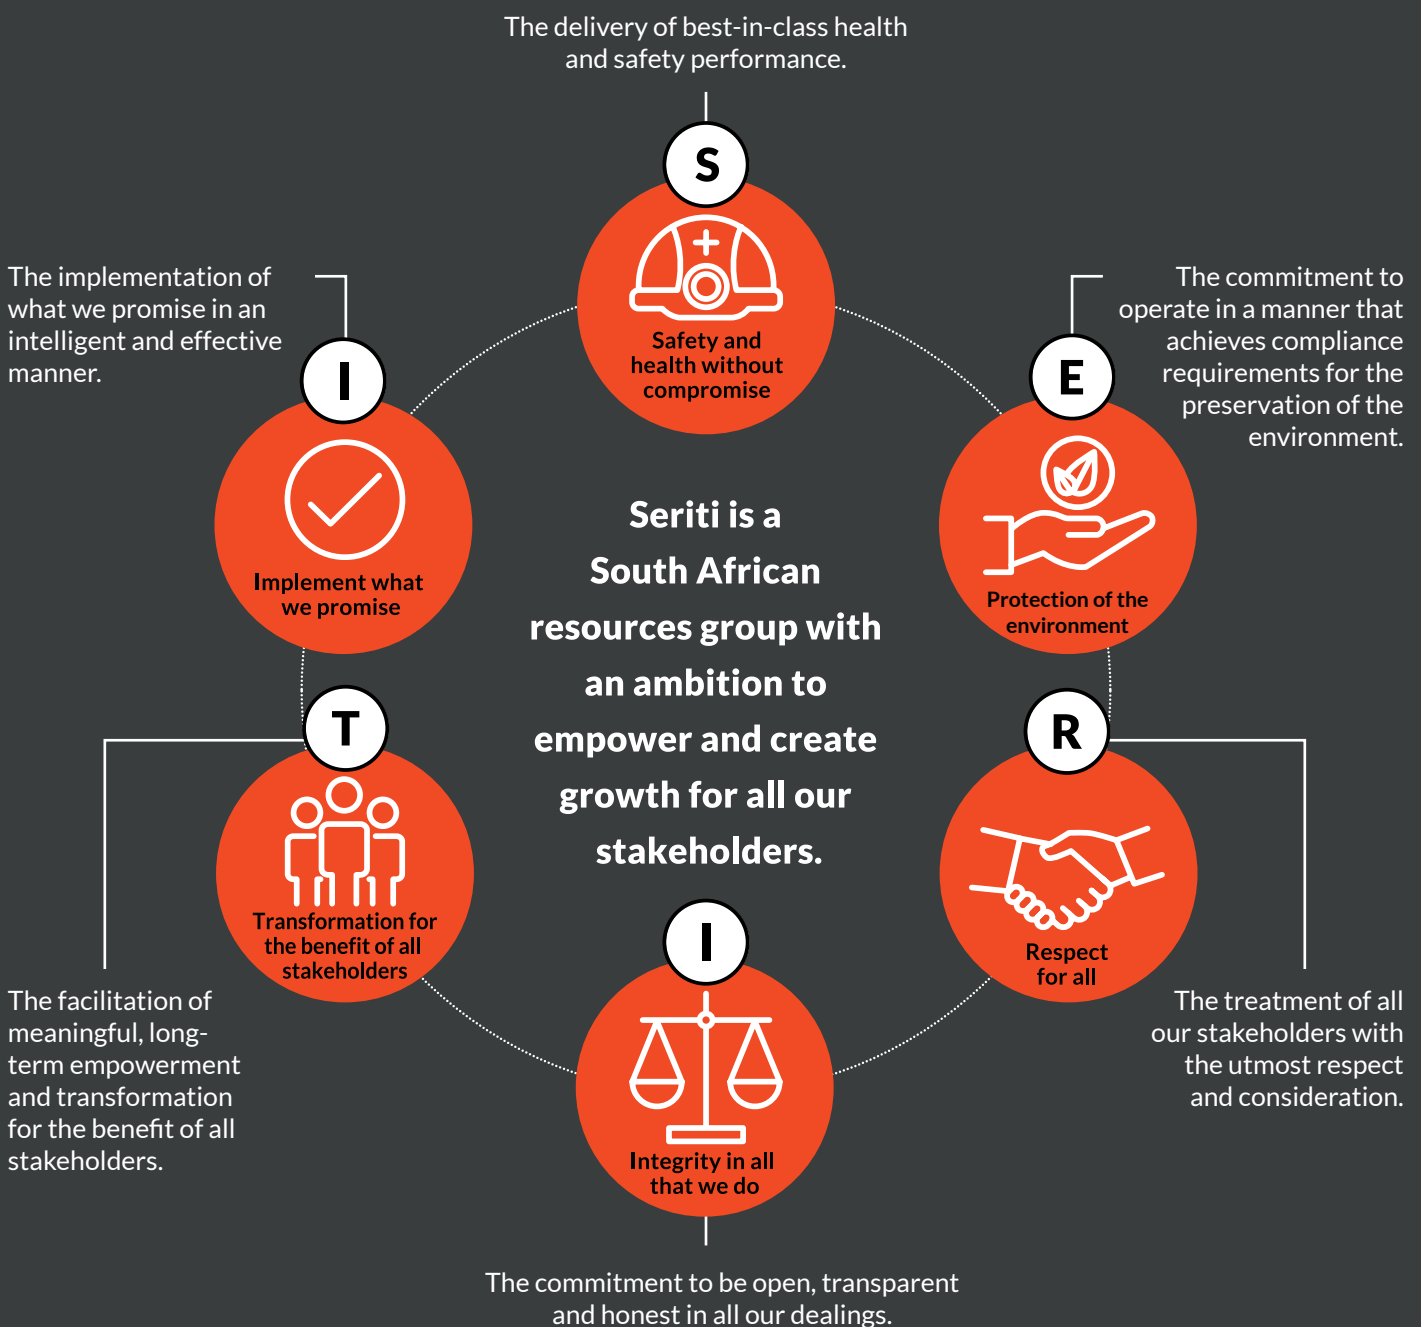 The delivery of best-in-class health
and safety performance.
S
Safety and
health without
compromise
The commitment to
operate in a manner that
achieves compliance
requirements for the
preservation of the
environment.
E
Protection of the
environment
R
Respect
for all
The treatment of all
our stakeholders with
the utmost respect
and consideration.
I
Integrity in all
that we do
The commitment to be open, transparent
and honest in all our dealings.
T
Transformation for
the benefit of all
stakeholders
The facilitation of
meaningful, long-
term empowerment
and transformation
for the benefit of all
stakeholders.
The implementation of
what we promise in an
intelligent and effective
manner.
I
Implement what
we promise
Seriti is a
South African
resources group with
an ambition to
empower and create
growth for all our
stakeholders.